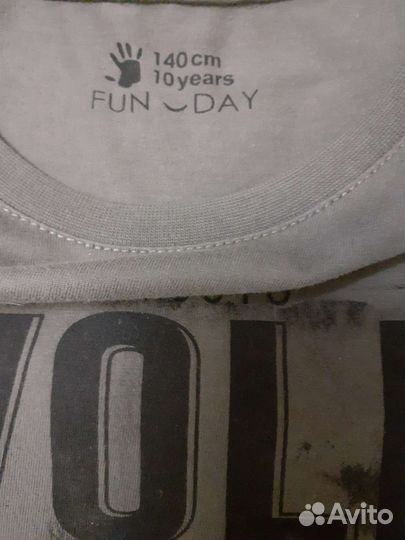 140cm
10years
FUN DAY
VOL
Avito